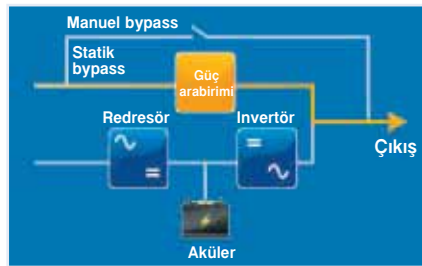 Manuel bypass
Statik
bypass
Güç
arabirimi
Redresör
Invertör
Çıkış
Aküler